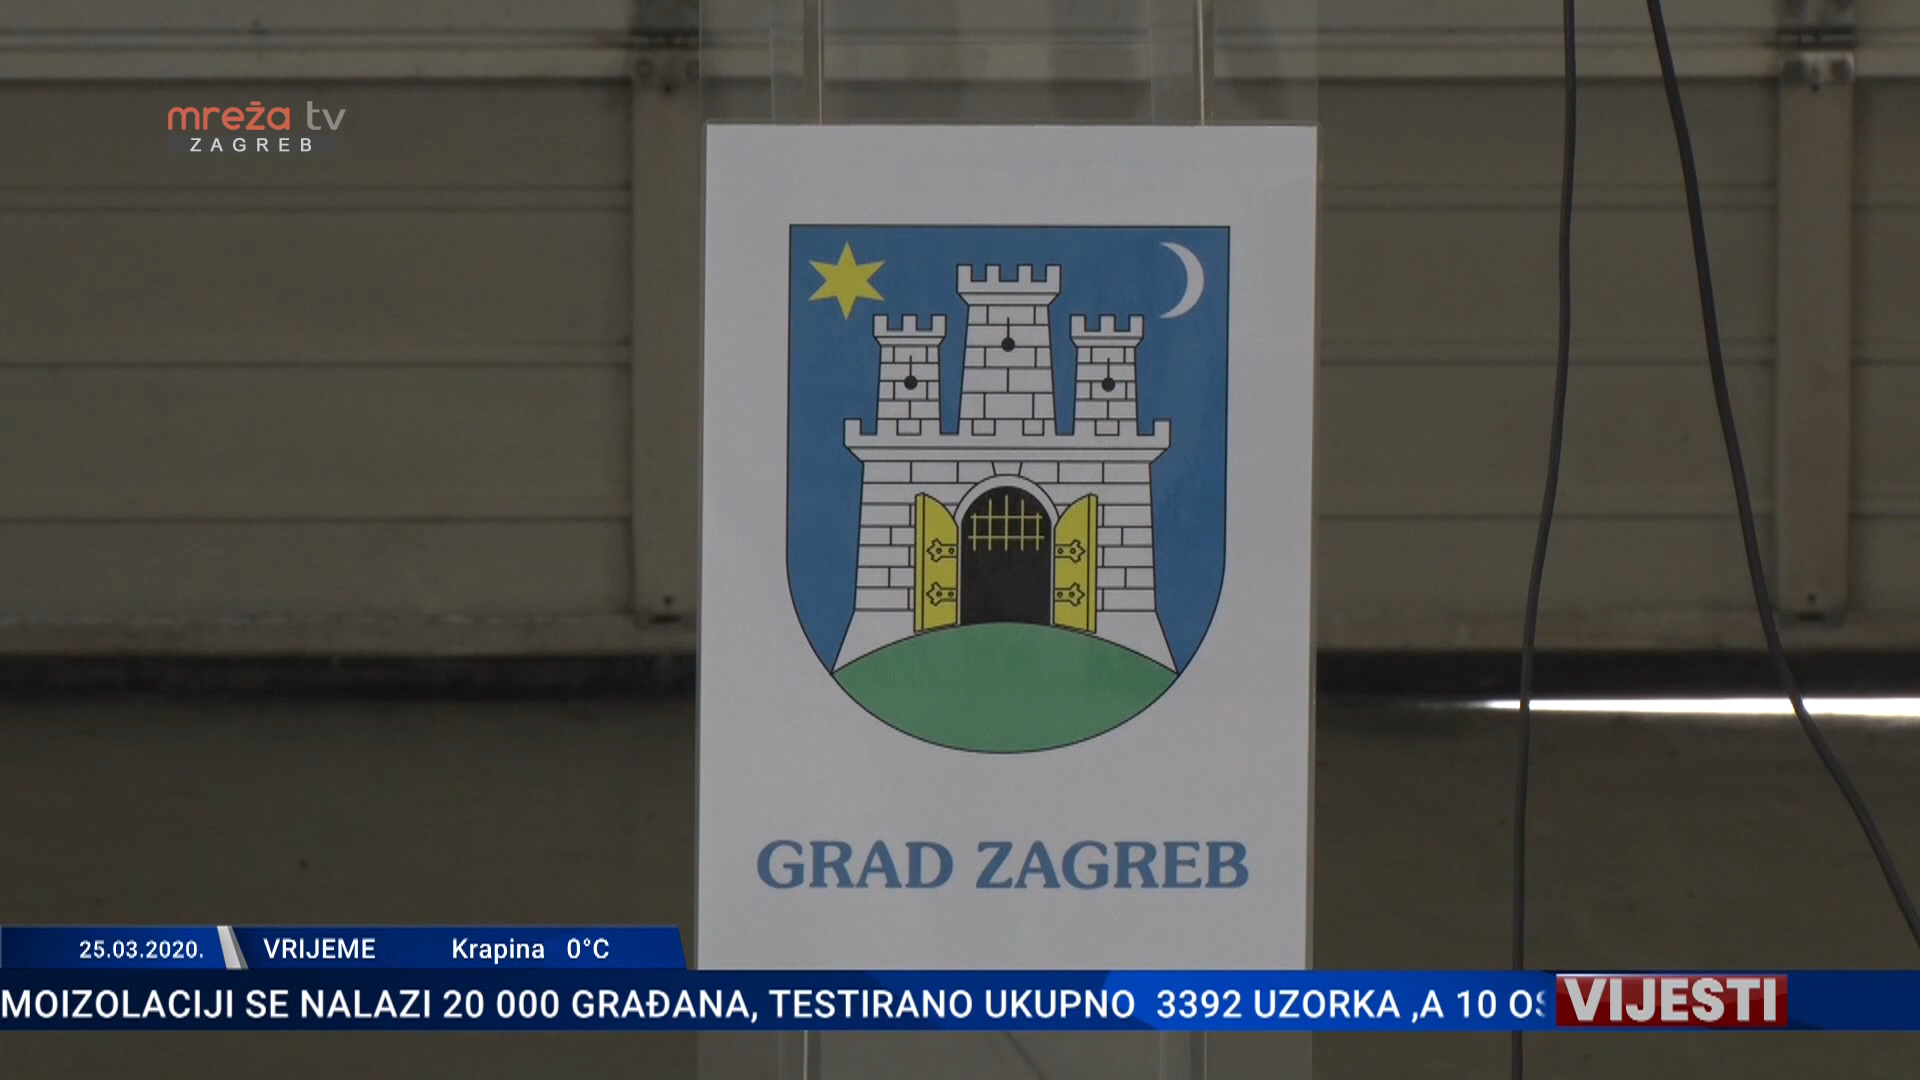 mreža tv
ZAGREB
GRAD ZAGREB
25.03.2020. VRIJEME Krapina 0°C
MOIZOLACIJI SE NALAZI 20 000 GRAĐANA, TESTIRANO UKUPNO 3392 UZORKA ,A 10 VIJESTI